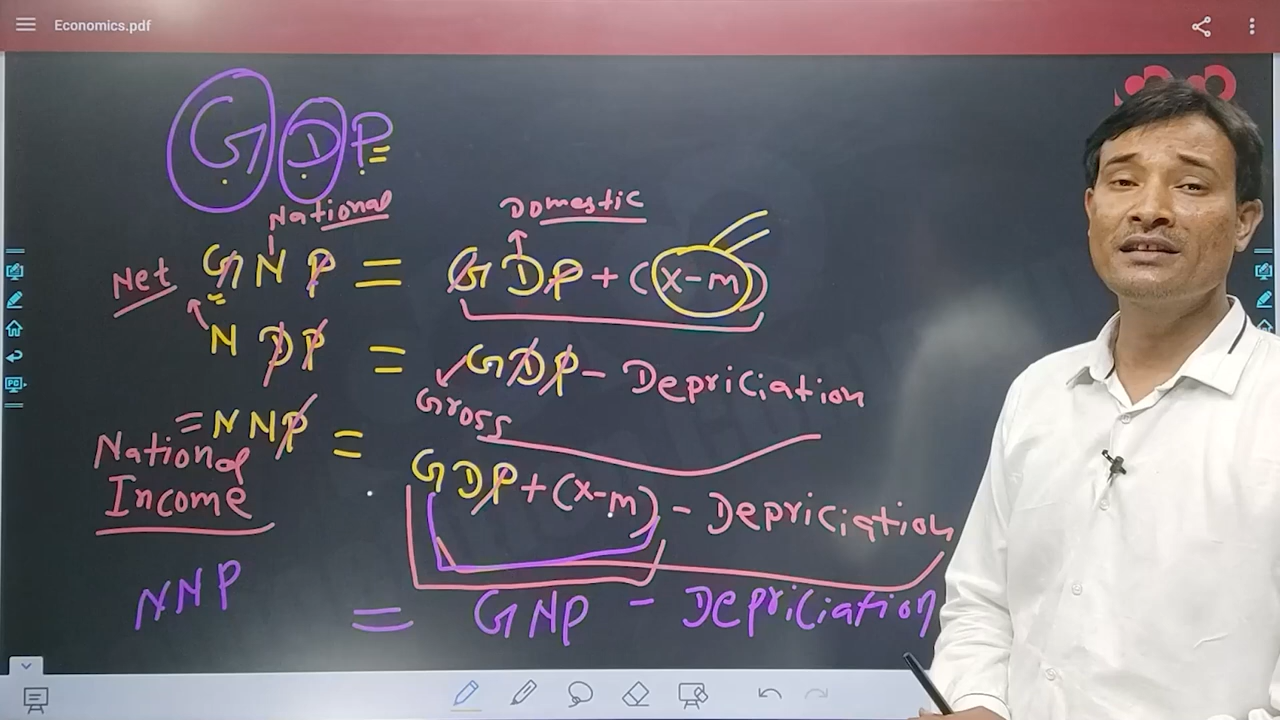 Economics.pdf
GDP
National
Domestic
Net GNP = GDP + (x-m)
NDP = GDP - Depriciation
Gross
= NNP =
National
Income
GDP + (x-m) - Depriciation
NNP = GNP - Depriciation
PC